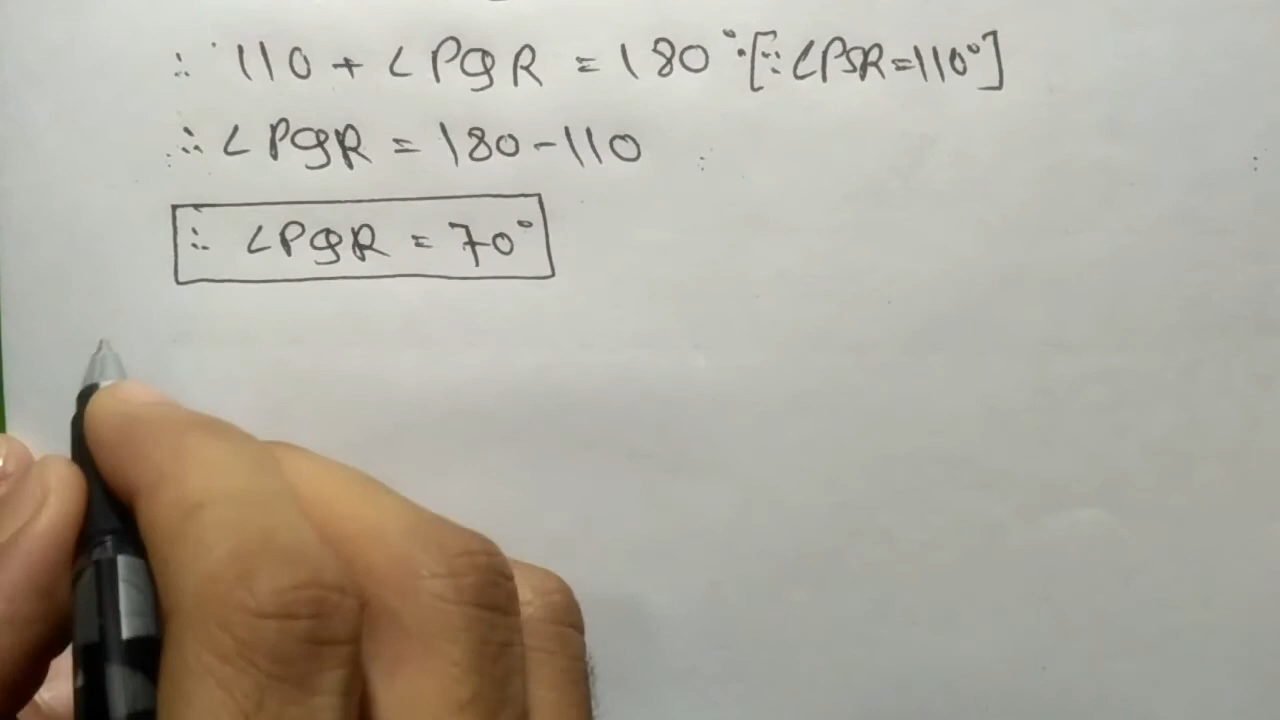 ∴ 110 + ∠PQR = 180° [∵ ∠PSR = 110°]
∴ ∠PQR = 180 - 110
∴ ∠PQR = 70°